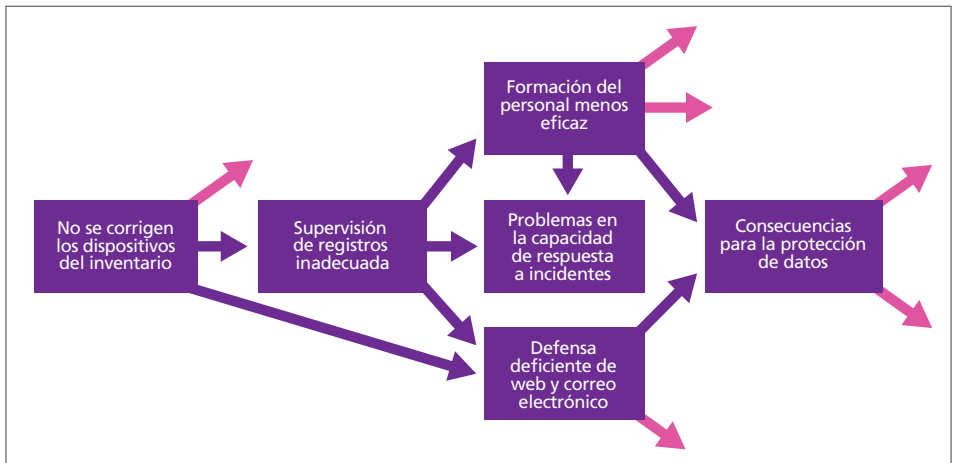 Formación del
personal menos
eficaz
No se corrigen
los dispositivos
del inventario
Supervisión
de registros
inadecuada
Problemas en
la capacidad
de respuesta
a incidentes
Consecuencias
para la protección
de datos
Defensa
deficiente de
web y correo
electrónico